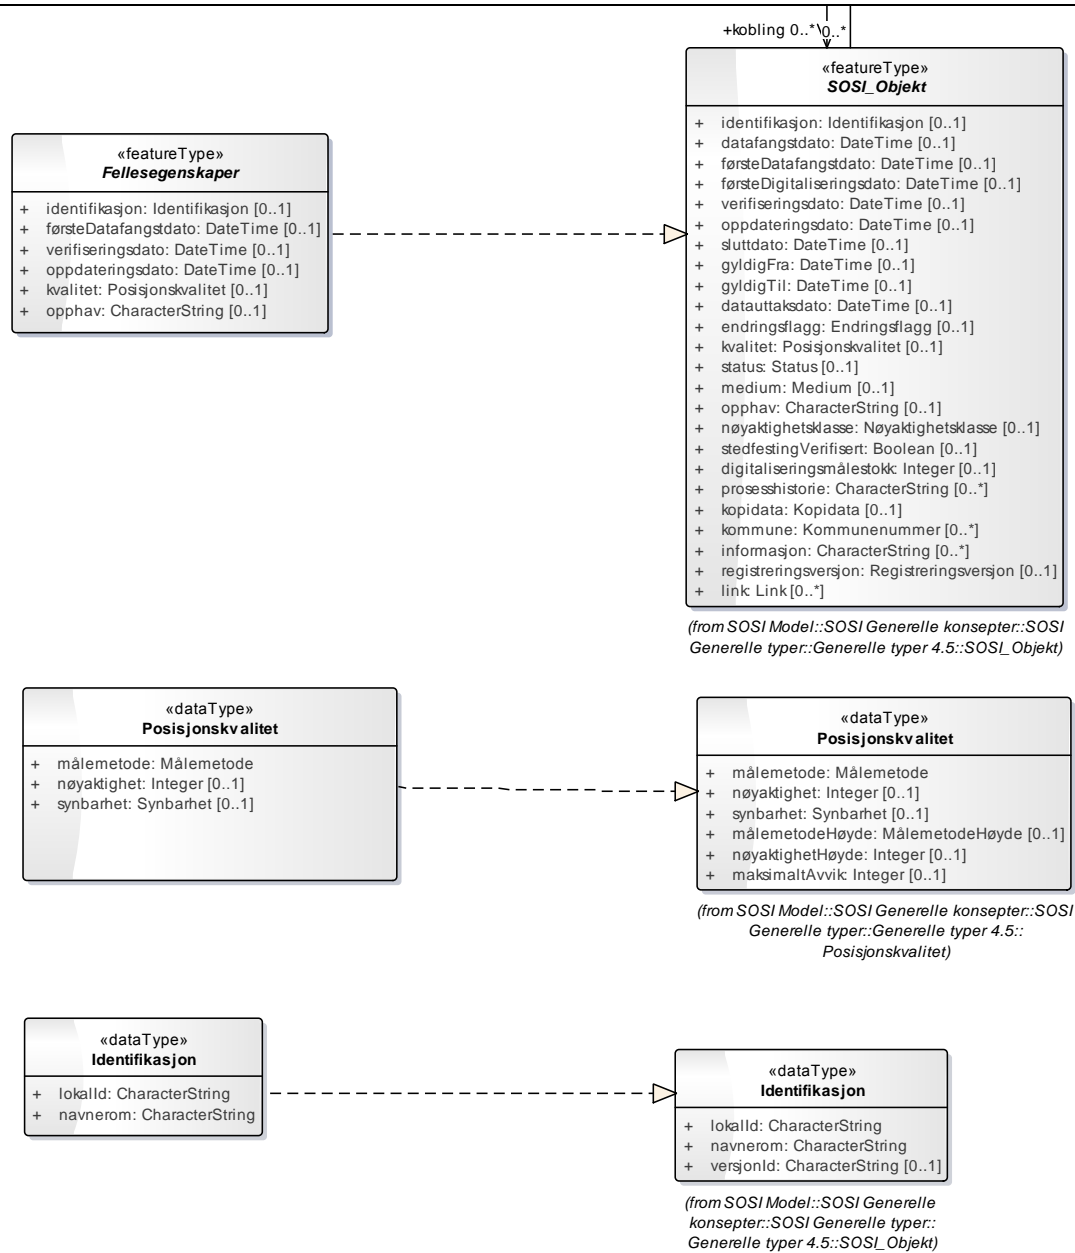 +kobling 0..*
0..*
«featureType»
SOSI_Objekt
+ identifikasjon: Identifikasjon [0..1]
+ datafangstdato: DateTime [0..1]
+ førsteDatafangstdato: DateTime [0..1]
+ førsteDigitaliseringsdato: DateTime [0..1]
+ verifiseringsdato: DateTime [0..1]
+ oppdateringsdato: DateTime [0..1]
+ sluttdato: DateTime [0..1]
+ gyldigFra: DateTime [0..1]
+ gyldigTil: DateTime [0..1]
+ datauttaksdato: DateTime [0..1]
+ endringsflagg: Endringsflagg [0..1]
+ kvalitet: Posisjonskvalitet [0..1]
+ status: Status [0..1]
+ medium: Medium [0..1]
+ opphav: CharacterString [0..1]
+ nøyaktighetsklasse: Nøyaktighetsklasse [0..1]
+ stedfestingVerifisert: Boolean [0..1]
+ digitaliseringsmålestokk: Integer [0..1]
+ prosesshistorie: CharacterString [0..*]
+ kopidata: Kopidata [0..1]
+ kommune: Kommunenummer [0..*]
+ informasjon: CharacterString [0..*]
+ registreringsversjon: Registreringsversjon [0..1]
+ link: Link [0..*]
(from SOSI Model::SOSI Generelle konsepter::SOSI
Generelle typer::Generelle typer 4.5::SOSI_Objekt)
«featureType»
Fellesegenskaper
+ identifikasjon: Identifikasjon [0..1]
+ førsteDatafangstdato: DateTime [0..1]
+ verifiseringsdato: DateTime [0..1]
+ oppdateringsdato: DateTime [0..1]
+ kvalitet: Posisjonskvalitet [0..1]
+ opphav: CharacterString [0..1]
«dataType»
Posisjonskvalitet
+ målemetode: Målemetode
+ nøyaktighet: Integer [0..1]
+ synbarhet: Synbarhet [0..1]
«dataType»
Posisjonskvalitet
+ målemetode: Målemetode
+ nøyaktighet: Integer [0..1]
+ synbarhet: Synbarhet [0..1]
+ målemetodeHøyde: MålemetodeHøyde [0..1]
+ nøyaktighetHøyde: Integer [0..1]
+ maksimaltAvvik: Integer [0..1]
(from SOSI Model::SOSI Generelle konsepter::SOSI
Generelle typer::Generelle typer 4.5::
Posisjonskvalitet)
«dataType»
Identifikasjon
+ lokalId: CharacterString
+ navnerom: CharacterString
«dataType»
Identifikasjon
+ lokalId: CharacterString
+ navnerom: CharacterString
+ versjonId: CharacterString [0..1]
(from SOSI Model::SOSI Generelle
konsepter::SOSI Generelle typer::
Generelle typer 4.5::SOSI_Objekt)